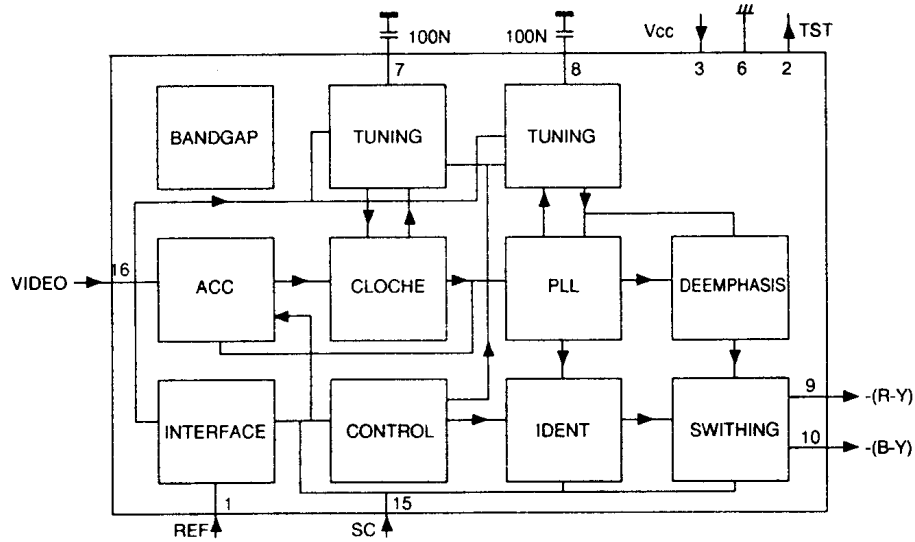 100N 100N Vcc TST
7 8 3 6 2
BANDGAP TUNING TUNING
VIDEO 16 ACC CLOCHE PLL DEEMPHASIS
INTERFACE CONTROL IDENT SWITHING 9 -(R-Y)
10 -(B-Y)
1 15
REF SC